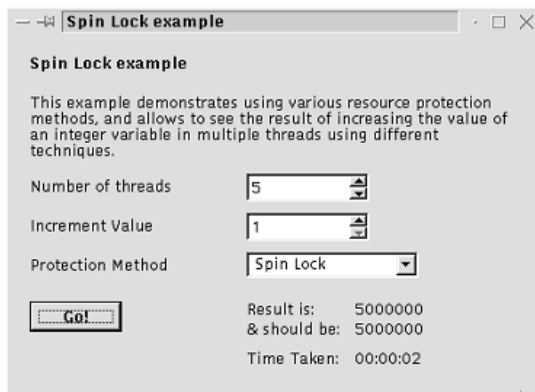 Spin Lock example
Spin Lock example
This example demonstrates using various resource protection
methods, and allows to see the result of increasing the value of
an integer variable in multiple threads using different
techniques.
Number of threads 5
Increment Value 1
Protection Method Spin Lock
Go!
Result is: 5000000
& should be: 5000000
Time Taken: 00:00:02